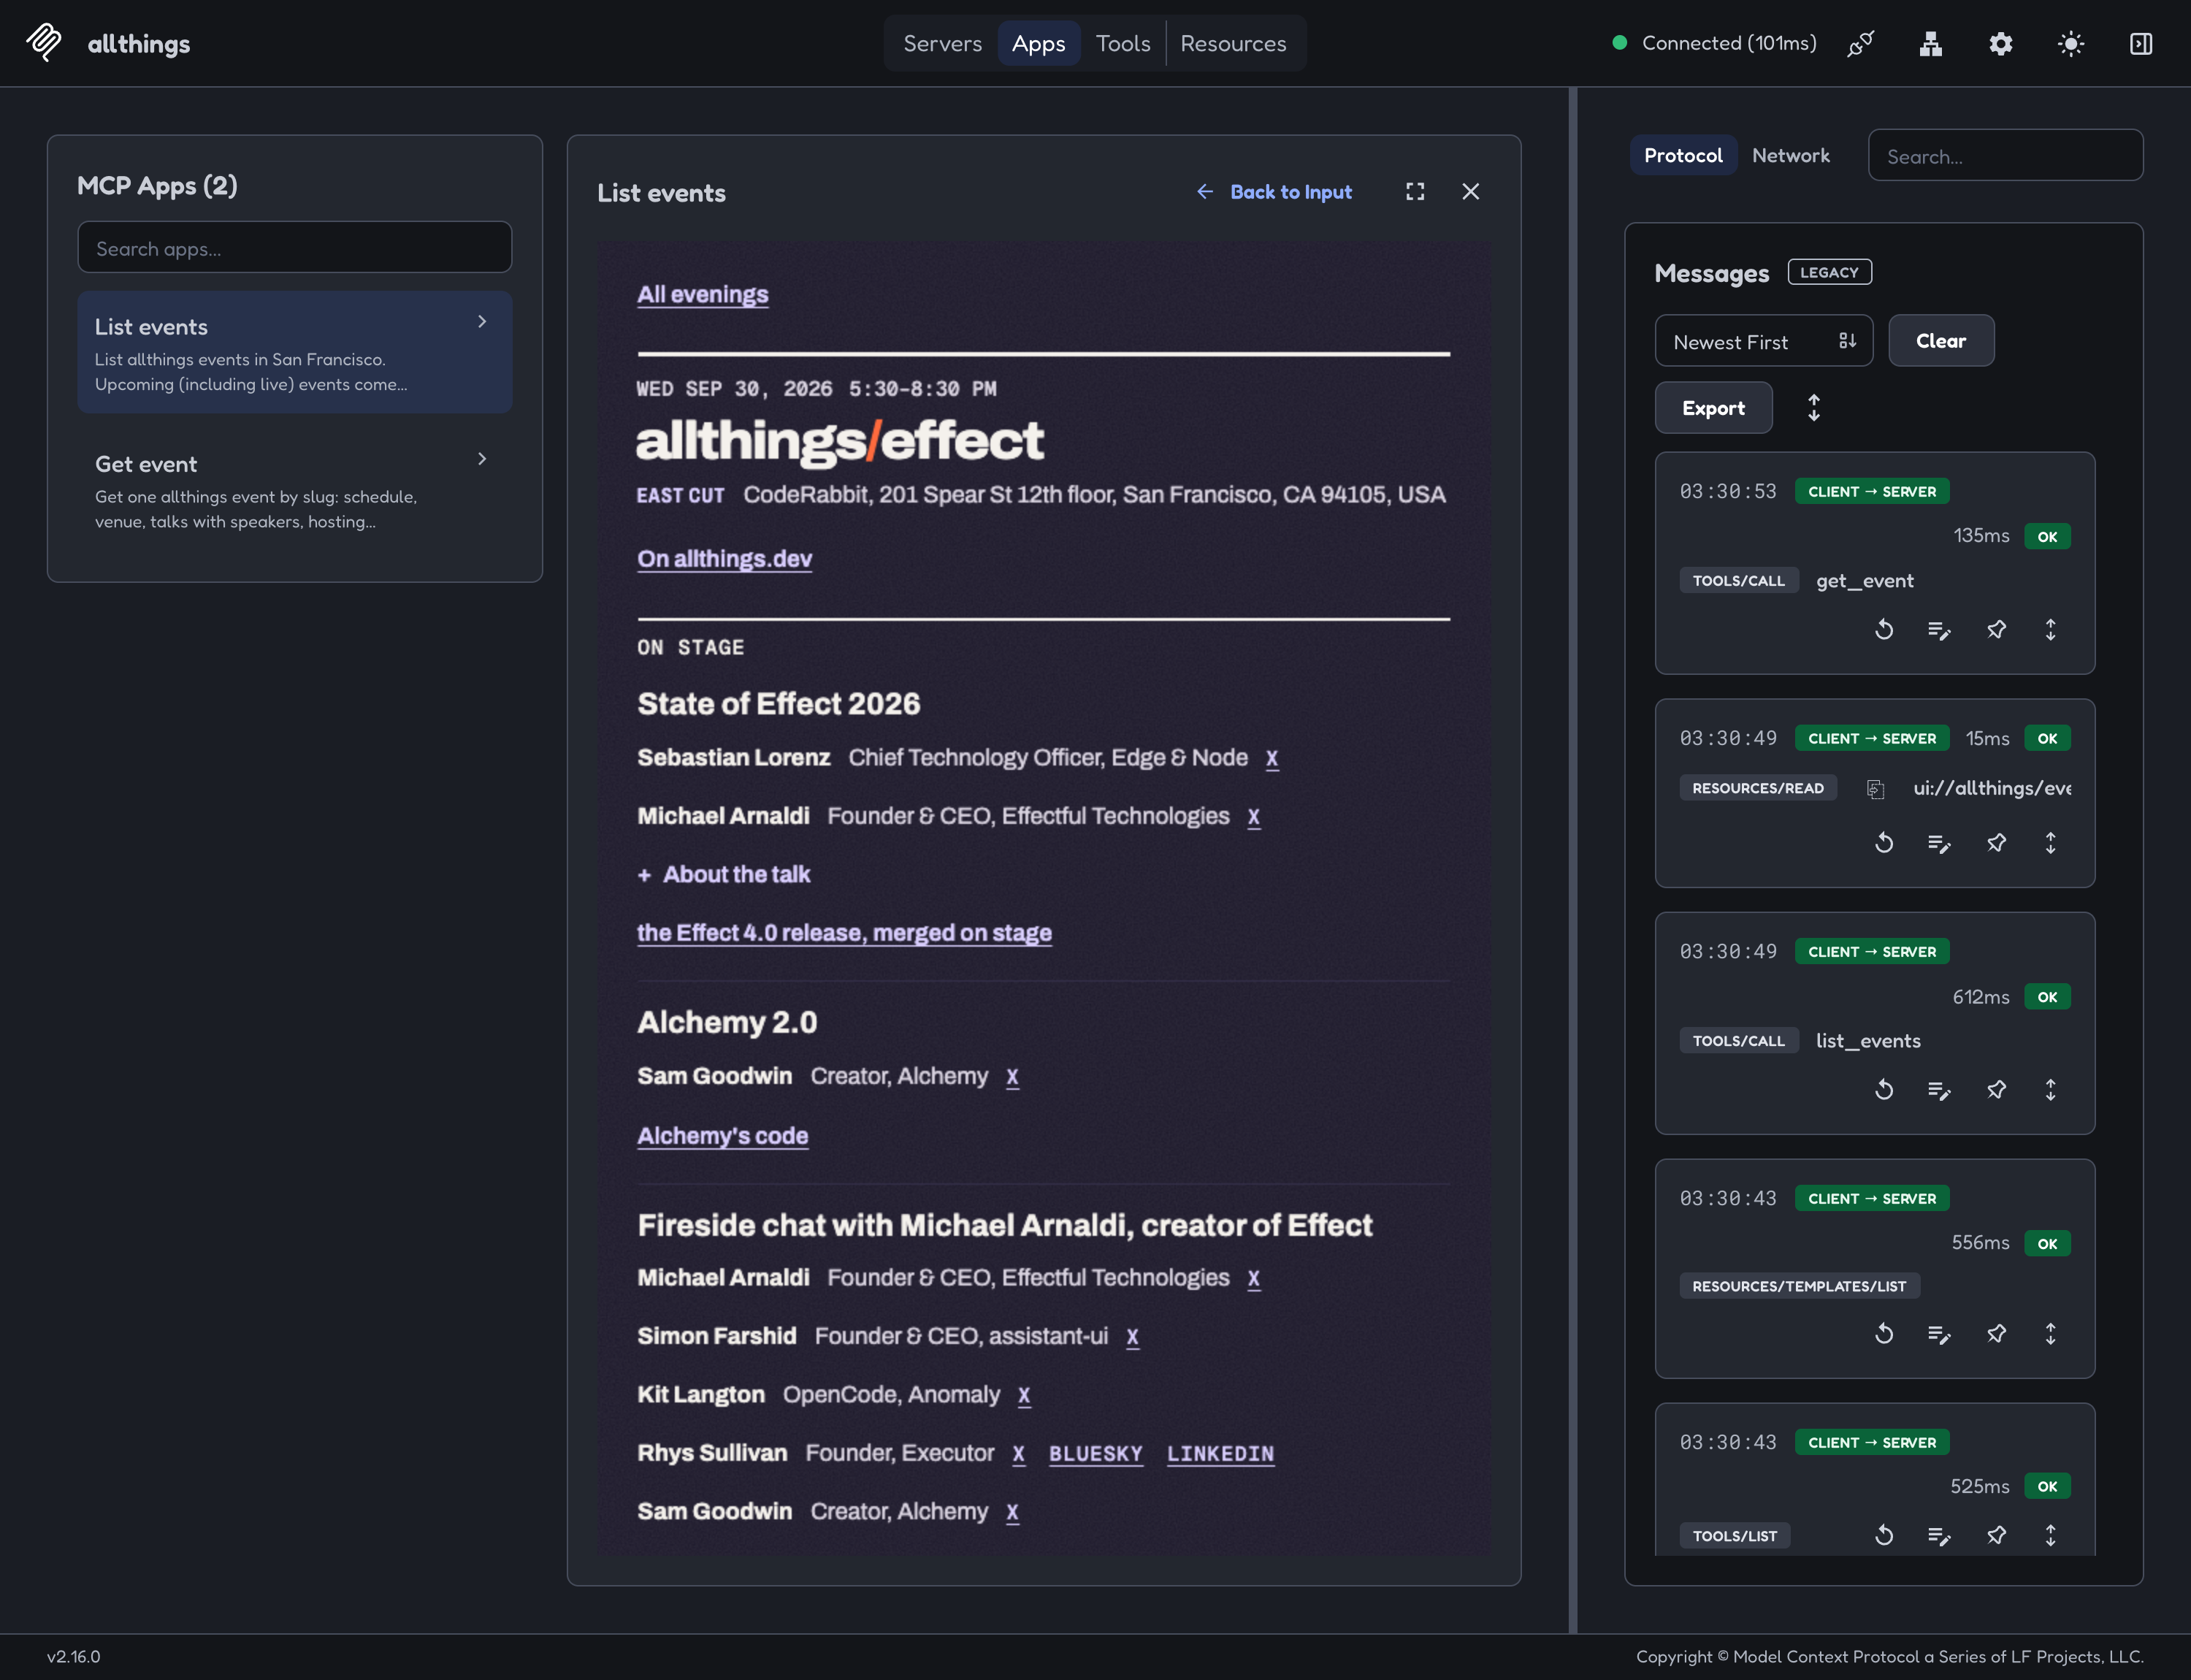 allthings
Servers Apps Tools Resources
Connected (101ms)
MCP Apps (2)
Search apps...
List events
List allthings events in San Francisco.
Upcoming (including live) events come...
Get event
Get one allthings event by slug: schedule,
venue, talks with speakers, hosting...
List events
← Back to Input
All evenings
WED SEP 30, 2026 5:30–8:30 PM
allthings/effect
EAST CUT CodeRabbit, 201 Spear St 12th floor, San Francisco, CA 94105, USA
On allthings.dev
ON STAGE
State of Effect 2026
Sebastian Lorenz Chief Technology Officer, Edge & Node X
Michael Arnaldi Founder & CEO, Effectful Technologies X
+ About the talk
the Effect 4.0 release, merged on stage
Alchemy 2.0
Sam Goodwin Creator, Alchemy X
Alchemy's code
Fireside chat with Michael Arnaldi, creator of Effect
Michael Arnaldi Founder & CEO, Effectful Technologies X
Simon Farshid Founder & CEO, assistant-ui X
Kit Langton OpenCode, Anomaly X
Rhys Sullivan Founder, Executor X BLUESKY LINKEDIN
Sam Goodwin Creator, Alchemy X
Protocol Network Search...
Messages LEGACY
Newest First Clear
Export
03:30:53 CLIENT → SERVER
135ms OK
TOOLS/CALL get_event
03:30:49 CLIENT → SERVER 15ms OK
RESOURCES/READ ui://allthings/eve
03:30:49 CLIENT → SERVER
612ms OK
TOOLS/CALL list_events
03:30:43 CLIENT → SERVER
556ms OK
RESOURCES/TEMPLATES/LIST
03:30:43 CLIENT → SERVER
525ms OK
TOOLS/LIST
v2.16.0
Copyright © Model Context Protocol a Series of LF Projects, LLC.